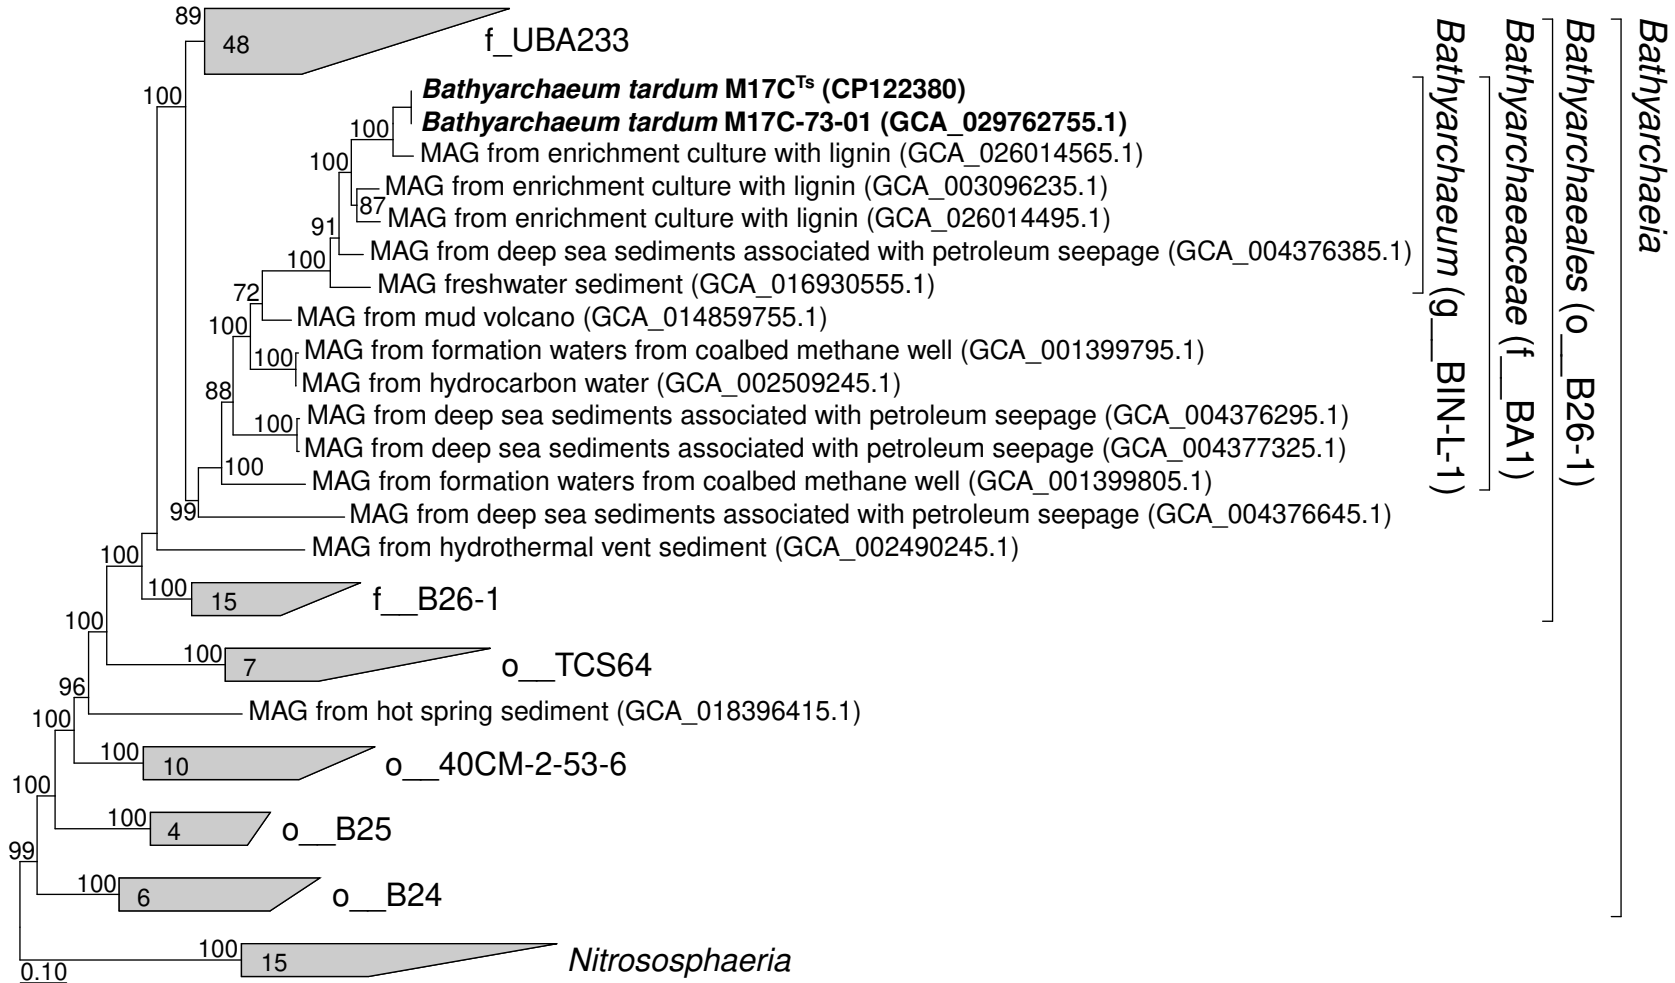 89
48
f_UBA233
100
Bathyarchaeum tardum M17CTs (CP122380)
Bathyarchaeum tardum M17C-73-01 (GCA_029762755.1)
100
MAG from enrichment culture with lignin (GCA_026014565.1)
100
MAG from enrichment culture with lignin (GCA_003096235.1)
87
MAG from enrichment culture with lignin (GCA_026014495.1)
91
MAG from deep sea sediments associated with petroleum seepage (GCA_004376385.1)
100
MAG freshwater sediment (GCA_016930555.1)
72
MAG from mud volcano (GCA_014859755.1)
100
MAG from formation waters from coalbed methane well (GCA_001399795.1)
100
MAG from hydrocarbon water (GCA_002509245.1)
88
MAG from deep sea sediments associated with petroleum seepage (GCA_004376295.1)
100
MAG from deep sea sediments associated with petroleum seepage (GCA_004377325.1)
100
MAG from formation waters from coalbed methane well (GCA_001399805.1)
99
MAG from deep sea sediments associated with petroleum seepage (GCA_004376645.1)
MAG from hydrothermal vent sediment (GCA_002490245.1)
100
100
15
f__B26-1
100
100
7
o__TCS64
96
MAG from hot spring sediment (GCA_018396415.1)
100
100
10
o__40CM-2-53-6
100
100
4
o__B25
99
100
6
o__B24
100
15
Nitrososphaeria
0.10
Bathyarchaeum (g__BIN-L-1)
Bathyarchaeaceae (f__BA1)
Bathyarchaeales (o__B26-1)
Bathyarchaeia